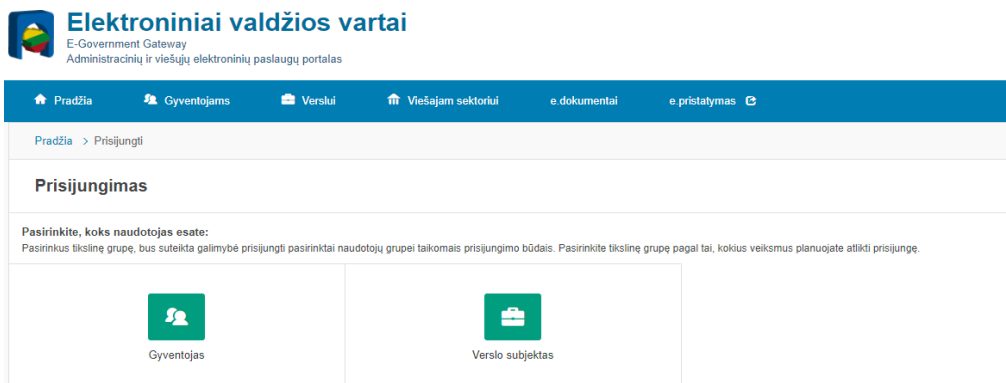 Elektroniniai valdžios vartai
E-Government Gateway
Administracinių ir viešųjų elektroninių paslaugų portalas
Pradžia Gyventojams Verslui Viešajam sektoriui e.dokumentai e.pristatymas
Pradžia > Prisijungti
Prisijungimas
Pasirinkite, koks naudotojas esate:
Pasirinkus tikslinę grupę, bus suteikta galimybė prisijungti pasirinktai naudotojų grupei taikomais prisijungimo būdais. Pasirinkite tikslinę grupę pagal tai, kokius veiksmus planuojate atlikti prisijungę.
Gyventojas Verslo subjektas